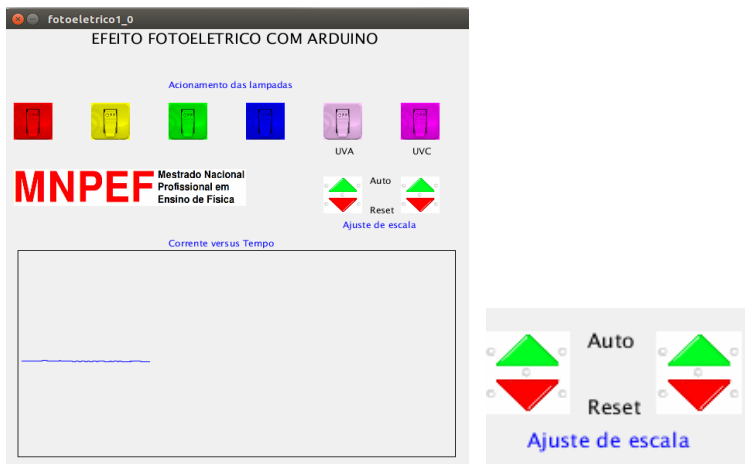 fotoeletrico1_0
EFEITO FOTOELETRICO COM ARDUINO
Acionamento das lampadas
UVA
UVC
MNPEF
Mestrado Nacional
Profissional em
Ensino de Física
Auto
Reset
Ajuste de escala
Corrente versus Tempo
Auto
Reset
Ajuste de escala